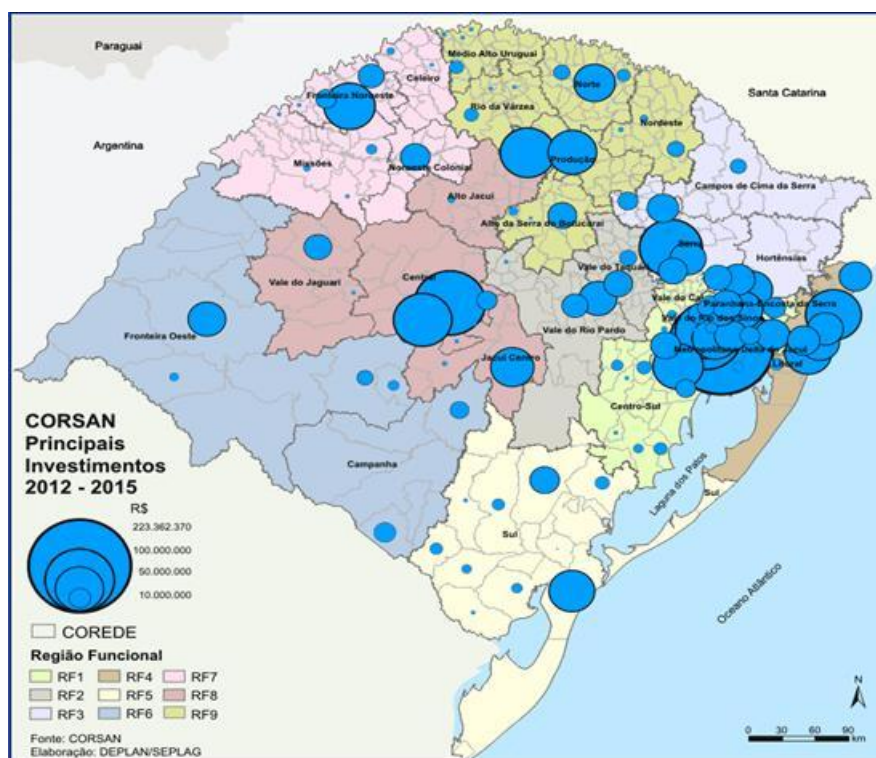 Paraguai
Médio Alto Uruguai
Celeiro
Santa Catarina
Fronteira Noroeste
Norte
Rio da Várzea
Argentina
Nordeste
Missões
Noroeste Colonial
Produção
Campos de Cima da Serra
Alto Jacuí
Alto da Serra do Botucaraí
Serra
Hortênsias
Central
Vale do Taquari
Vale do Jaguari
Vale do Caí
Paranhana-Encosta da Serra
Vale do Rio dos Sinos
Fronteira Oeste
Vale do Rio Pardo
Metropolitano Delta do Jacuí
Jacuí Centro
Litoral
Centro-Sul
CORSAN
Principais
Investimentos
2012 - 2015
Campanha
Laguna dos Patos
Sul
R$
223.362.370
100.000.000
50.000.000
10.000.000
Sul
Oceano Atlântico
COREDE
Região Funcional
RF1 RF4 RF7
RF2 RF5 RF8
RF3 RF6 RF9
N
0 30 60 90
km
Fonte: CORSAN
Elaboração: DEPLAN/SEPLAG